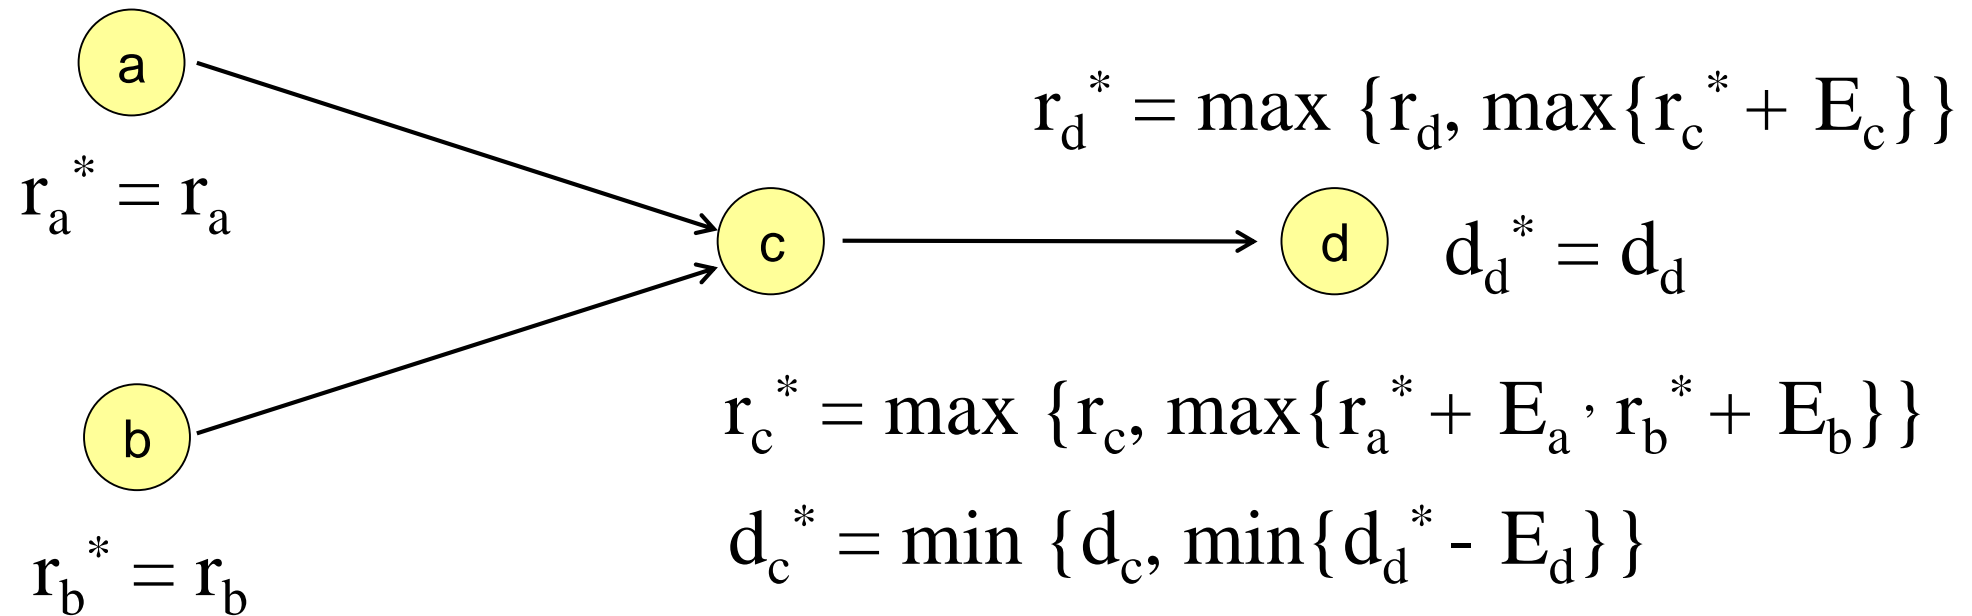 a
r_a^* = r_a
r_d^* = max {r_d, max{r_c^* + E_c}}
c
d
d_d^* = d_d
b
r_b^* = r_b
r_c^* = max {r_c, max{r_a^* + E_a, r_b^* + E_b}}
d_c^* = min {d_c, min{d_d^* - E_d}}